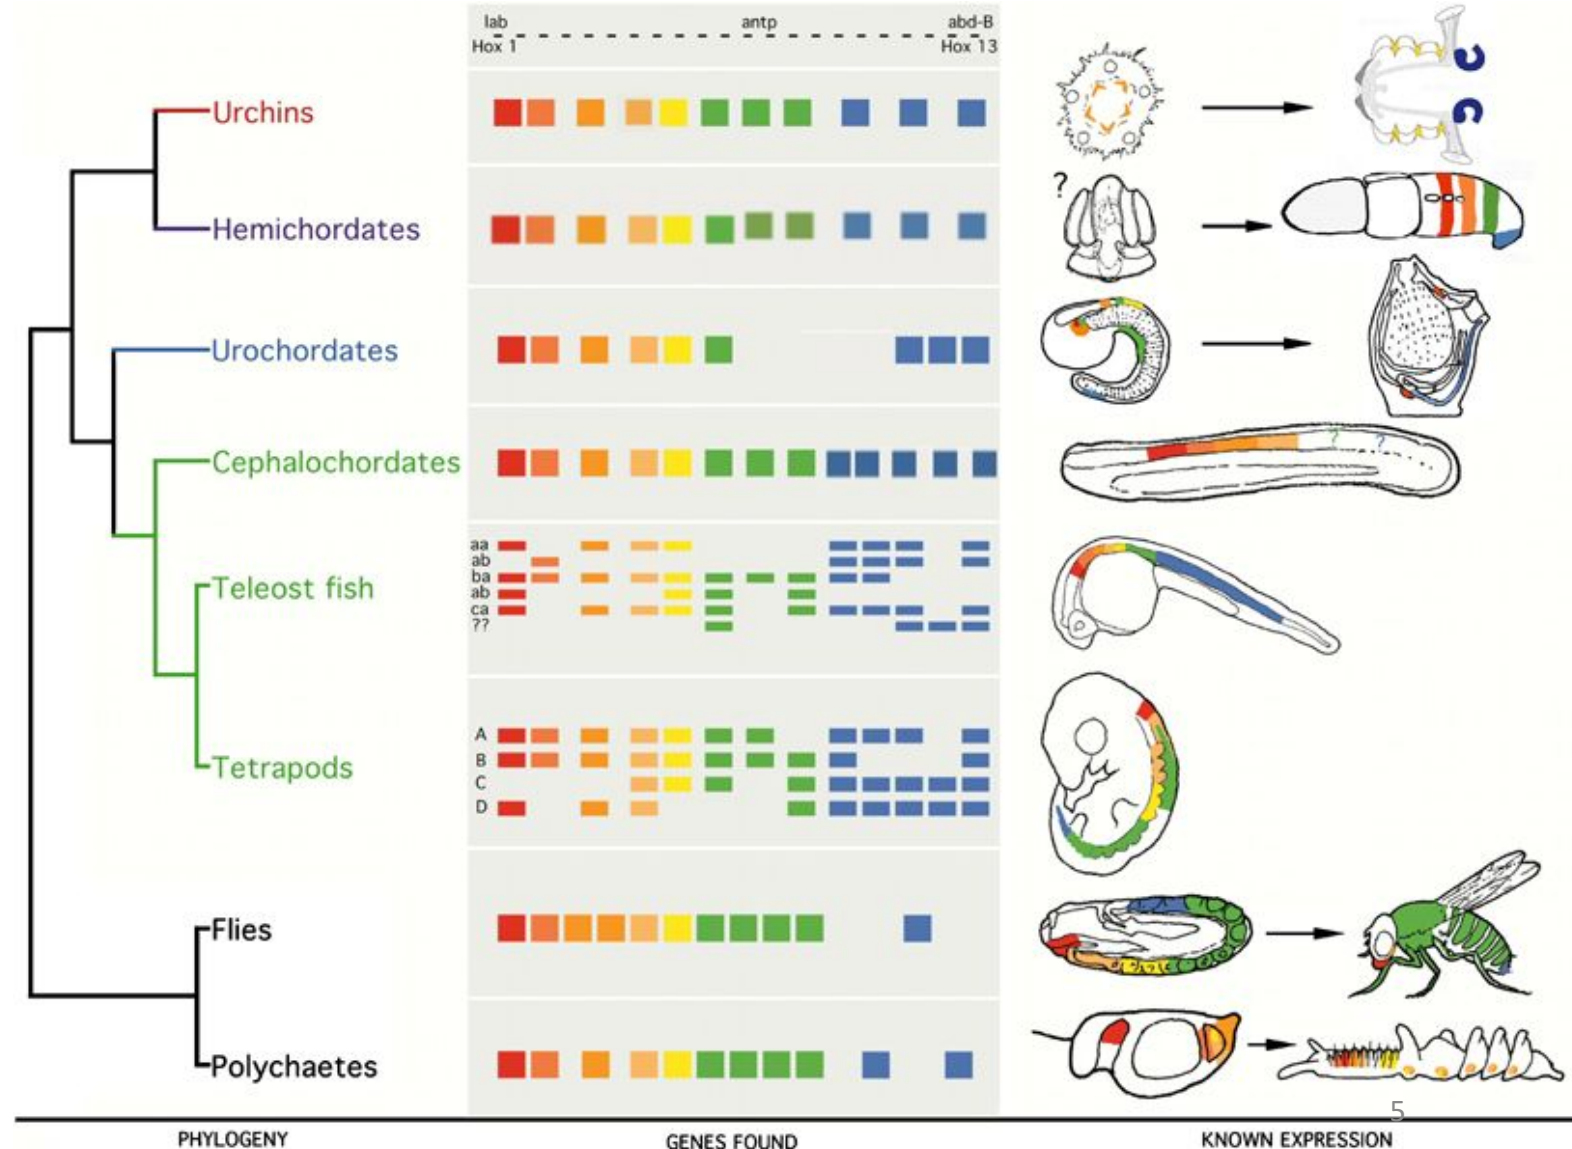 lab antp abd-B
Hox 1 Hox 13
Urchins
?
Hemichordates
Urochordates
Cephalochordates
? ?
aa
ab
ba
ab
ca
??
Teleost fish
A
B
C
D
Tetrapods
Flies
Polychaetes
5
PHYLOGENY GENES FOUND KNOWN EXPRESSION